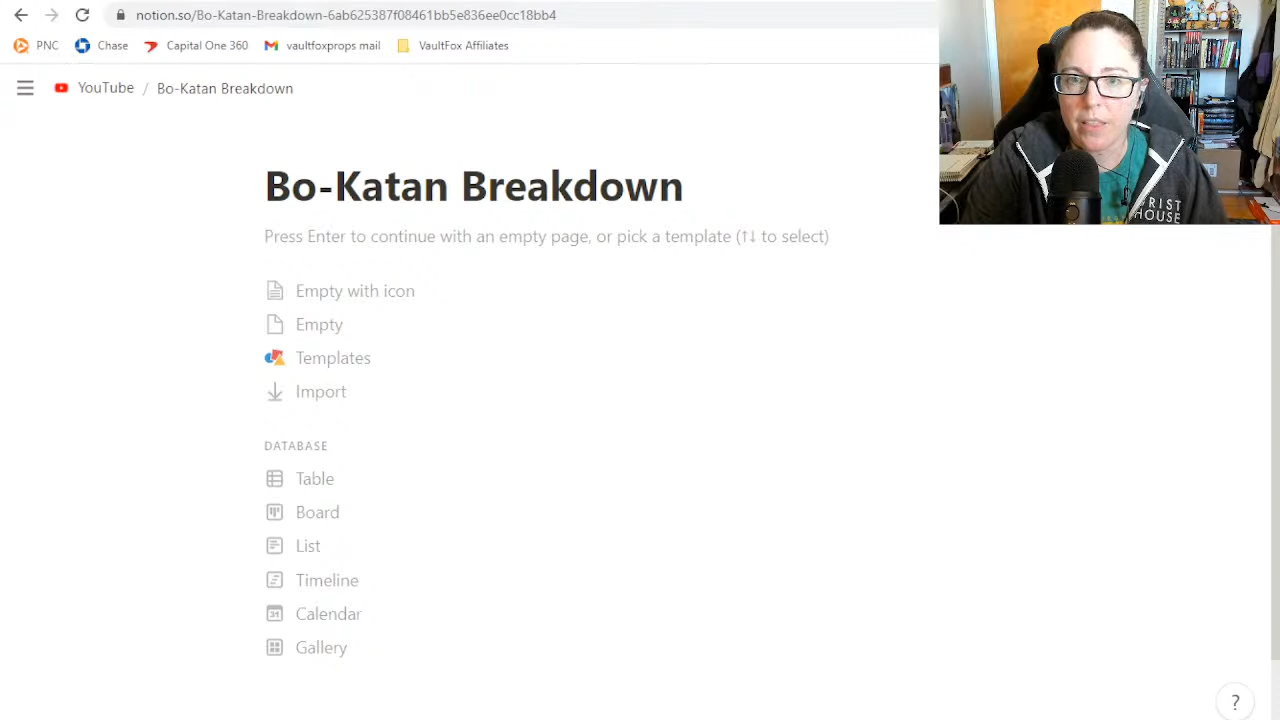 notion.so/Bo-Katan-Breakdown-6ab625387f08461bb5e836ee0cc18bb4
PNC Chase Capital One 360 vaultfoxprops mail VaultFox Affiliates
YouTube / Bo-Katan Breakdown
Bo-Katan Breakdown
Press Enter to continue with an empty page, or pick a template (↑↓ to select)
Empty with icon
Empty
Templates
Import
DATABASE
Table
Board
List
Timeline
31 Calendar
Gallery
?
HOUSE